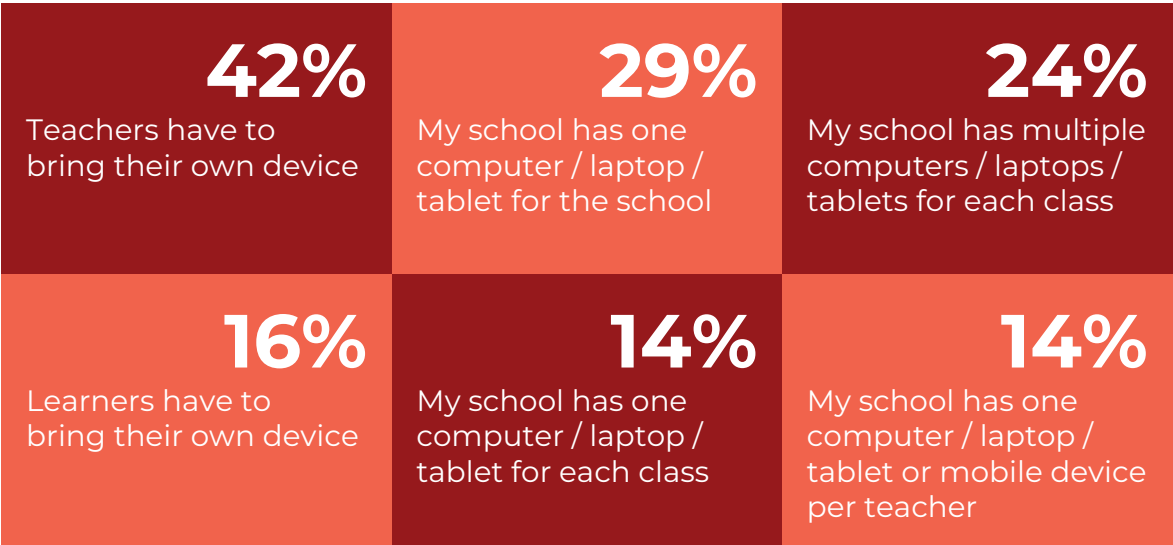 42%
Teachers have to
bring their own device
29%
My school has one
computer / laptop /
tablet for the school
24%
My school has multiple
computers / laptops /
tablets for each class
16%
Learners have to
bring their own device
14%
My school has one
computer / laptop /
tablet for each class
14%
My school has one
computer / laptop /
tablet or mobile device
per teacher